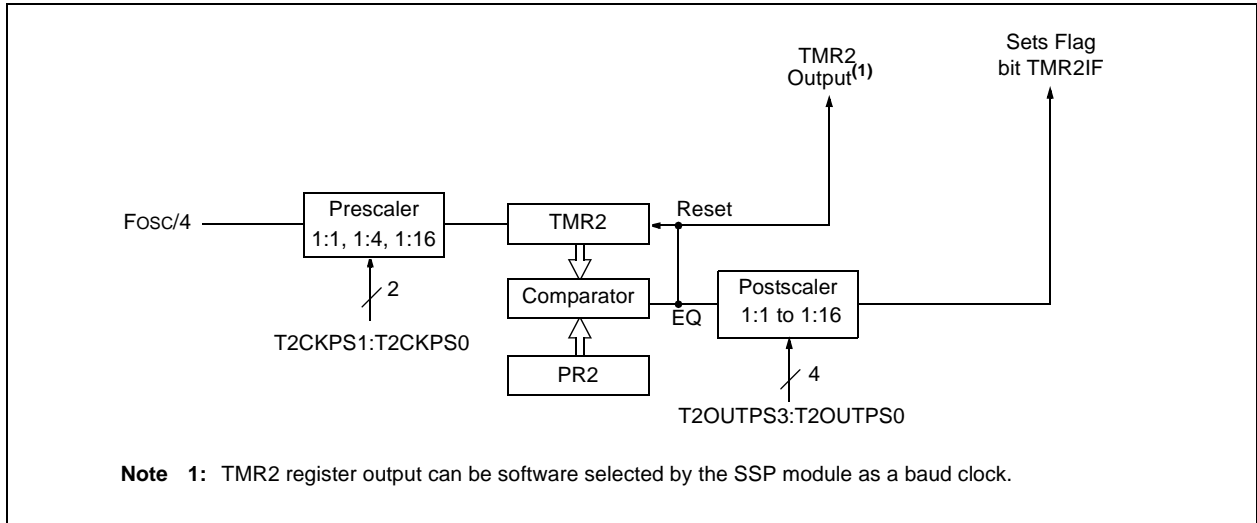 TMR2
Output(1)
Sets Flag
bit TMR2IF
FOSC/4
Prescaler
1:1, 1:4, 1:16
TMR2
Reset
2
Comparator
EQ
Postscaler
1:1 to 1:16
T2CKPS1:T2CKPS0
PR2
4
T2OUTPS3:T2OUTPS0
Note 1: TMR2 register output can be software selected by the SSP module as a baud clock.